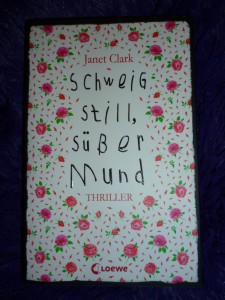 Janet Clark
schweig
still,
süßer
Mund
THRILLER
Loewe